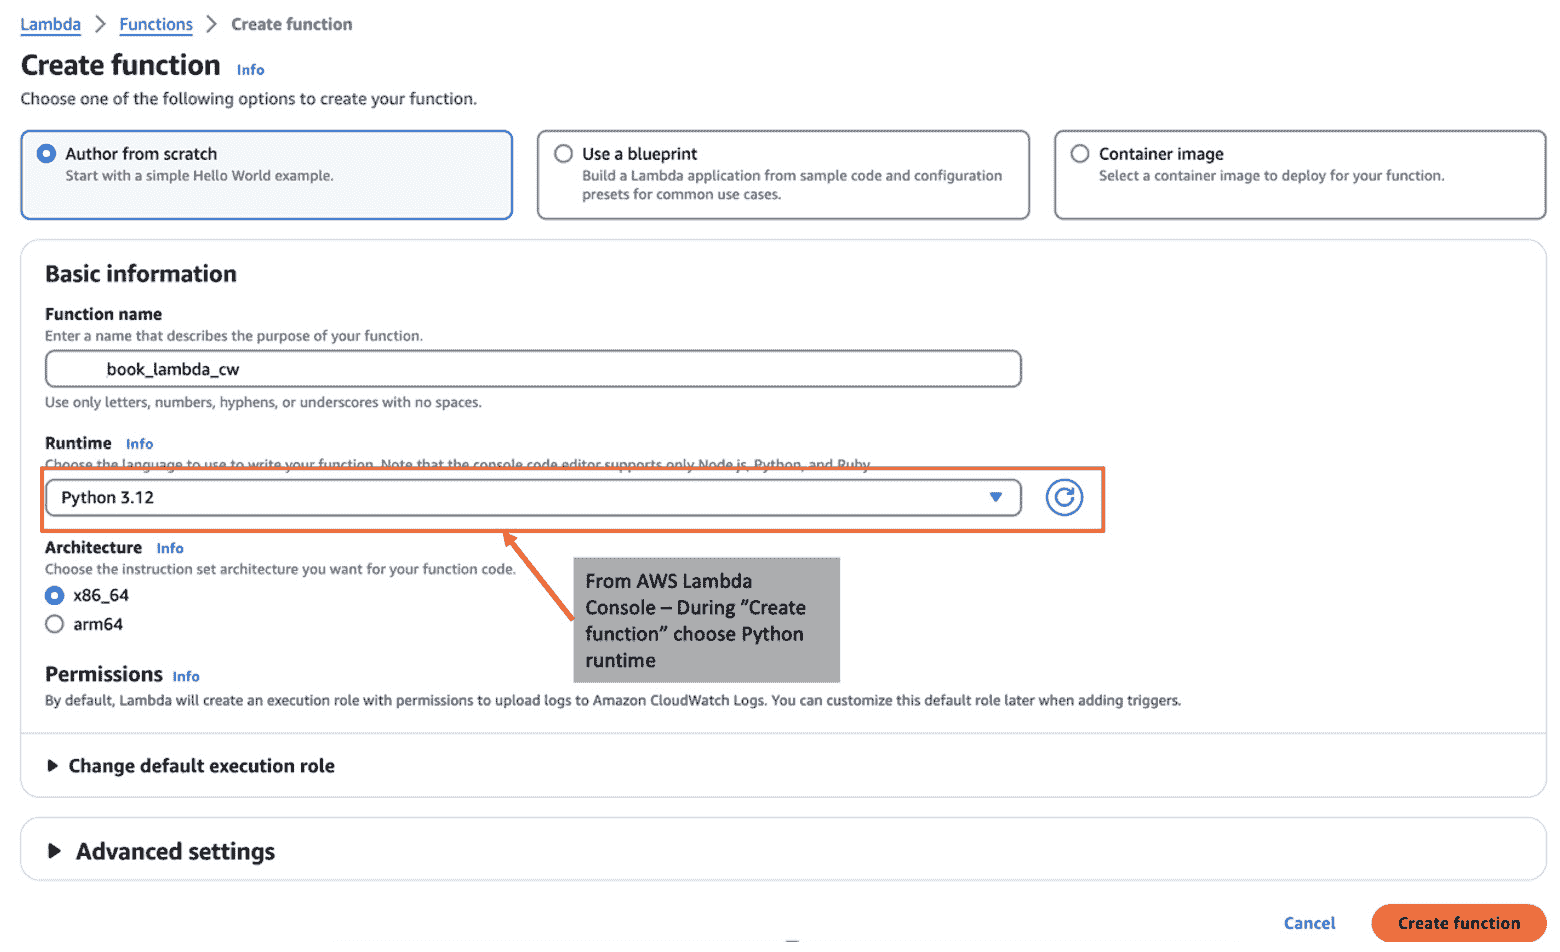 Lambda > Functions > Create function
Create function Info
Choose one of the following options to create your function.
Author from scratch
Start with a simple Hello World example.
Use a blueprint
Build a Lambda application from sample code and configuration
presets for common use cases.
Container image
Select a container image to deploy for your function.
Basic information
Function name
Enter a name that describes the purpose of your function.
book_lambda_cw
Use only letters, numbers, hyphens, or underscores with no spaces.
Runtime Info
Choose the language to use to write your function. Note that the console code editor supports only Node.js, Python, and Ruby.
Python 3.12
Architecture Info
Choose the instruction set architecture you want for your function code.
x86_64
arm64
From AWS Lambda
Console – During ”Create
function” choose Python
runtime
Permissions Info
By default, Lambda will create an execution role with permissions to upload logs to Amazon CloudWatch Logs. You can customize this default role later when adding triggers.
Change default execution role
Advanced settings
Cancel
Create function